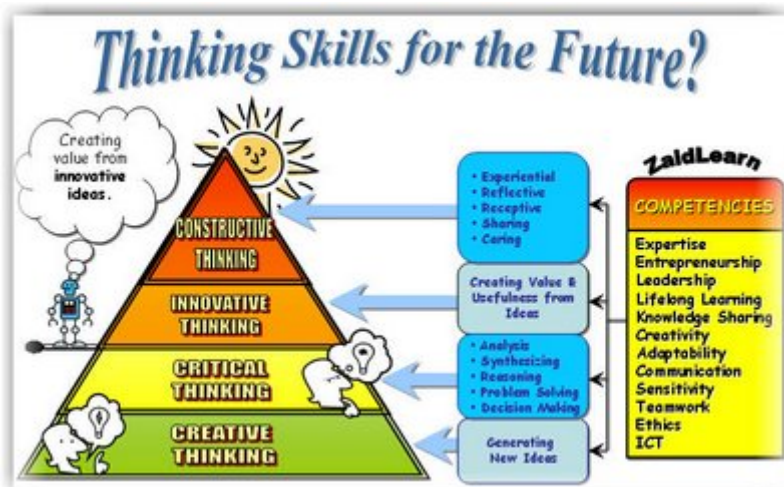 Thinking Skills for the Future?
Creating
value from
innovative
ideas.
CONSTRUCTIVE
THINKING
INNOVATIVE
THINKING
CRITICAL
THINKING
CREATIVE
THINKING
• Experiential
• Reflective
• Receptive
• Sharing
• Caring
Creating Value &
Usefulness from
Ideas
• Analysis
• Synthesizing
• Reasoning
• Problem Solving
• Decision Making
Generating
New Ideas
ZaidLearn
COMPETENCIES
Expertise
Entrepreneurship
Leadership
Lifelong Learning
Knowledge Sharing
Creativity
Adaptability
Communication
Sensitivity
Teamwork
Ethics
ICT